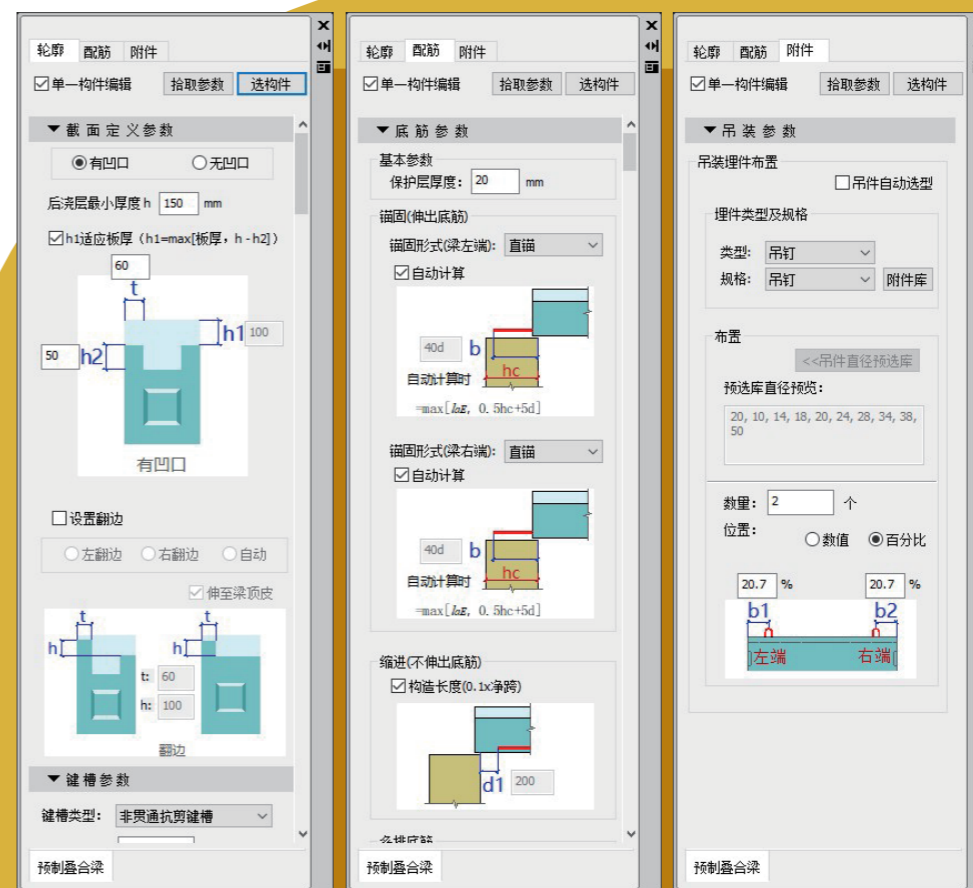 轮廓 配筋 附件
单一构件编辑 拾取参数 选构件
截面定义参数
有凹口 无凹口
后浇层最小厚度h 150 mm
h1适应板厚 (h1=max[板厚, h-h2])
60
t
h1 100
50 h2
有凹口
设置翻边
左翻边 右翻边 自动
伸至梁顶皮
t t
h h
t: 60
h: 100
翻边
键槽参数
键槽类型: 非贯通抗剪键槽
预制叠合梁
轮廓 配筋 附件
单一构件编辑 拾取参数 选构件
底筋参数
基本参数
保护层厚度: 20 mm
锚固(伸出底筋)
锚固形式(梁左端): 直锚
自动计算
40d b
自动计算时 hc
=max[laE, 0.5hc+5d]
锚固形式(梁右端): 直锚
自动计算
40d b
自动计算时 hc
=max[laE, 0.5hc+5d]
缩进(不伸出底筋)
构造长度(0.1x净跨)
d1 200
多排底筋
预制叠合梁
轮廓 配筋 附件
单一构件编辑 拾取参数 选构件
吊装参数
吊装埋件布置
吊件自动选型
埋件类型及规格
类型: 吊钉
规格: 吊钉 附件库
布置
<<吊件直径预选库
预选库直径预览:
20, 10, 14, 18, 20, 24, 28, 34, 38,
50
数量: 2 个
位置: 数值 百分比
20.7 % 20.7 %
b1 b2
左端 右端
预制叠合梁